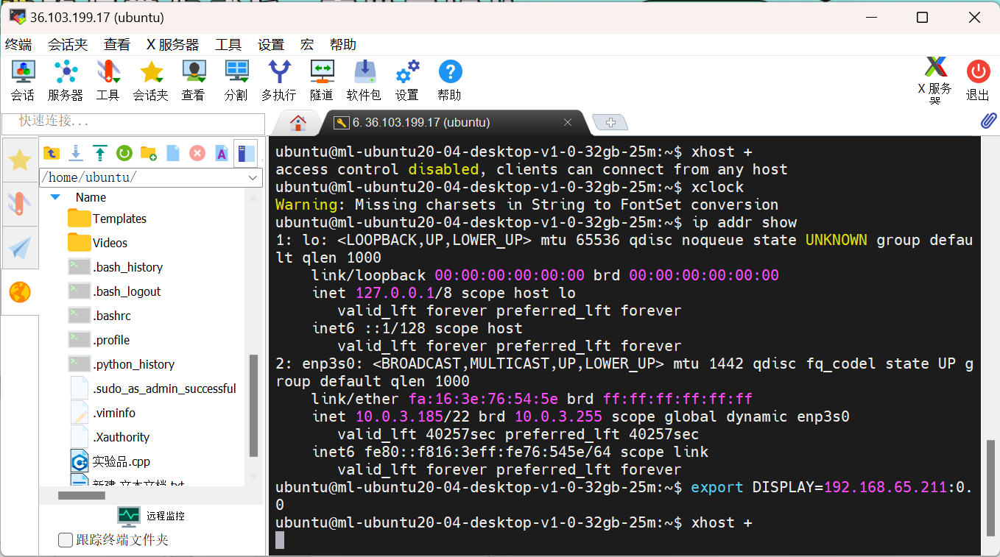 36.103.199.17 (ubuntu)
终端 会话夹 查看 X 服务器 工具 设置 宏 帮助
会话 服务器 工具 会话夹 查看 分割 多执行 隧道 软件包 设置 帮助 X 服务器 退出
快速连接...
6. 36.103.199.17 (ubuntu)
/home/ubuntu/
Name
Templates
Videos
.bash_history
.bash_logout
.bashrc
.profile
.python_history
.sudo_as_admin_successful
.viminfo
.Xauthority
实验品.cpp
新建 文本文档.txt
远程监控
跟踪终端文件夹
ubuntu@ml-ubuntu20-04-desktop-v1-0-32gb-25m:~$ xhost +
access control disabled, clients can connect from any host
ubuntu@ml-ubuntu20-04-desktop-v1-0-32gb-25m:~$ xclock
Warning: Missing charsets in String to FontSet conversion
ubuntu@ml-ubuntu20-04-desktop-v1-0-32gb-25m:~$ ip addr show
1: lo: <LOOPBACK,UP,LOWER_UP> mtu 65536 qdisc noqueue state UNKNOWN group defau
lt qlen 1000
    link/loopback 00:00:00:00:00:00 brd 00:00:00:00:00:00
    inet 127.0.0.1/8 scope host lo
       valid_lft forever preferred_lft forever
    inet6 ::1/128 scope host
       valid_lft forever preferred_lft forever
2: enp3s0: <BROADCAST,MULTICAST,UP,LOWER_UP> mtu 1442 qdisc fq_codel state UP g
roup default qlen 1000
    link/ether fa:16:3e:76:54:5e brd ff:ff:ff:ff:ff:ff
    inet 10.0.3.185/22 brd 10.0.3.255 scope global dynamic enp3s0
       valid_lft 40257sec preferred_lft 40257sec
    inet6 fe80::f816:3eff:fe76:545e/64 scope link
       valid_lft forever preferred_lft forever
ubuntu@ml-ubuntu20-04-desktop-v1-0-32gb-25m:~$ export DISPLAY=192.168.65.211:0.
0
ubuntu@ml-ubuntu20-04-desktop-v1-0-32gb-25m:~$ xhost +